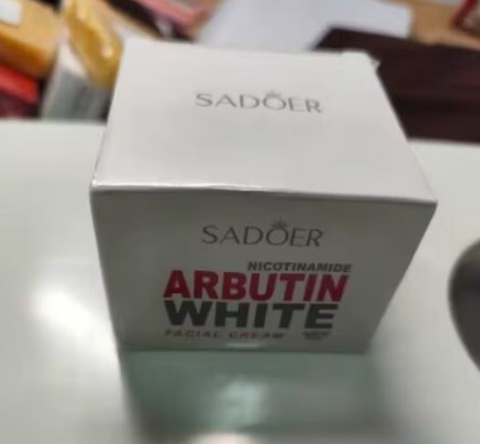 SADOER
SADOER
NICOTINAMIDE
ARBUTIN
WHITE
FACIAL CREAM